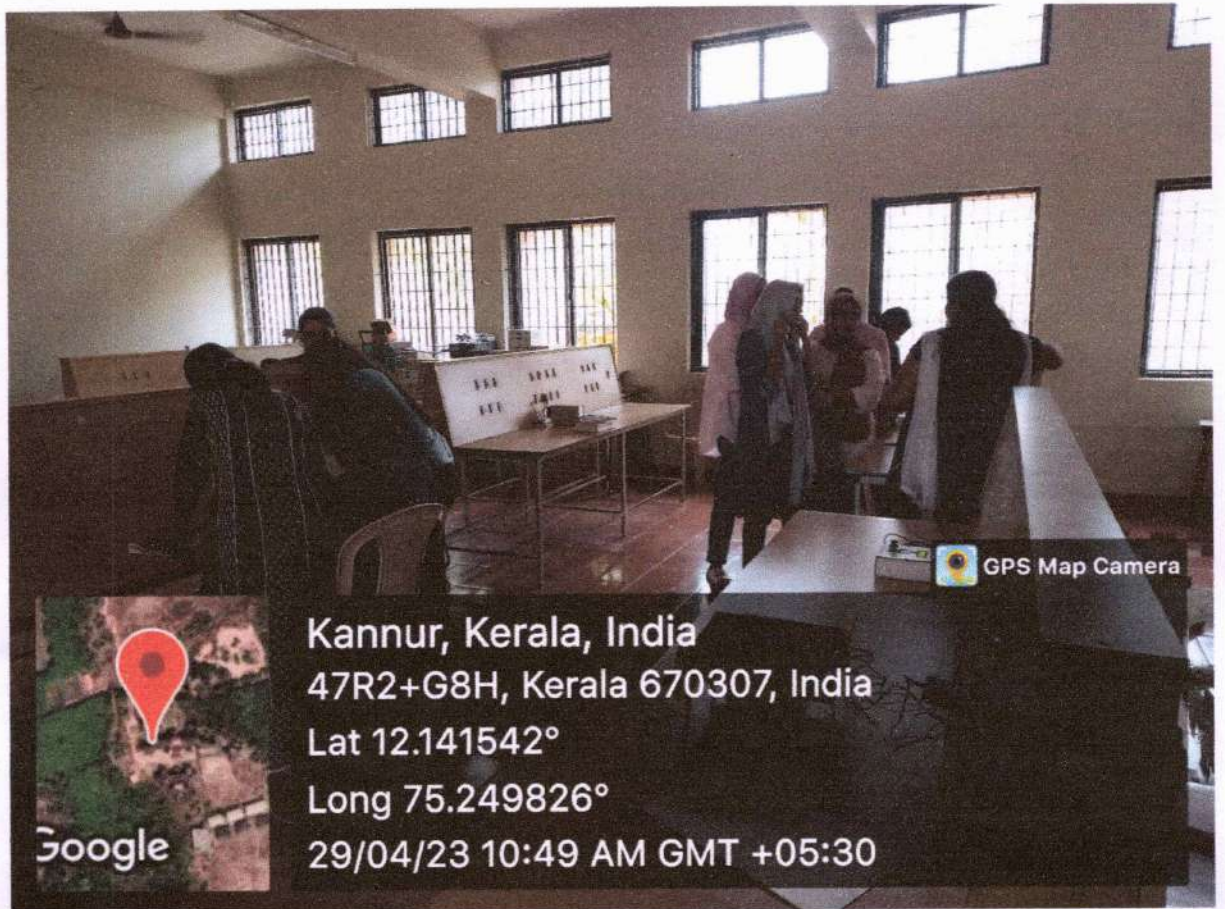 GPS Map Camera
Kannur, Kerala, India
47R2+G8H, Kerala 670307, India
Lat 12.141542°
Long 75.249826°
29/04/23 10:49 AM GMT +05:30
Google